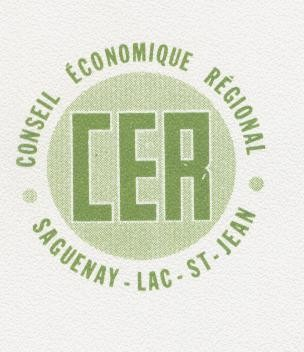 CONSEIL ÉCONOMIQUE RÉGIONAL
CER
SAGUENAY - LAC - ST - JEAN